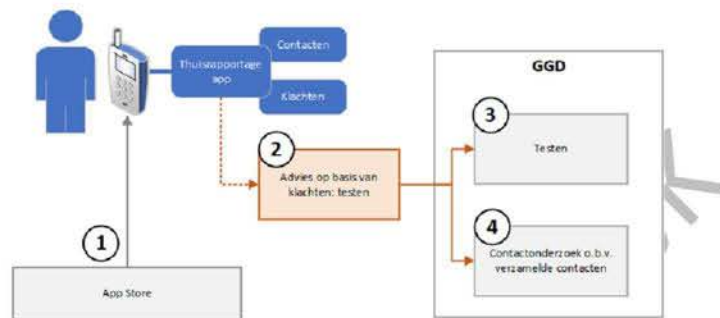 Contacten
Thuisrapportage
app
Klachten
GGD
3
Testen
2
Advies op basis van
klachten: testen
4
Contactonderzoek o.b.v.
verzamelde contacten
1
App Store